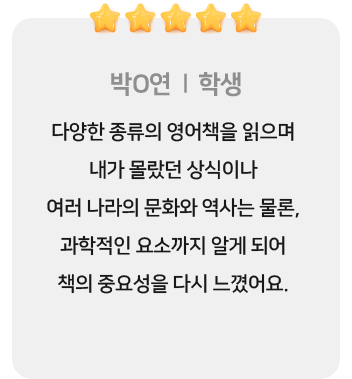 박O연 | 학생
다양한 종류의 영어책을 읽으며
내가 몰랐던 상식이나
여러 나라의 문화와 역사는 물론,
과학적인 요소까지 알게 되어
책의 중요성을 다시 느꼈어요.